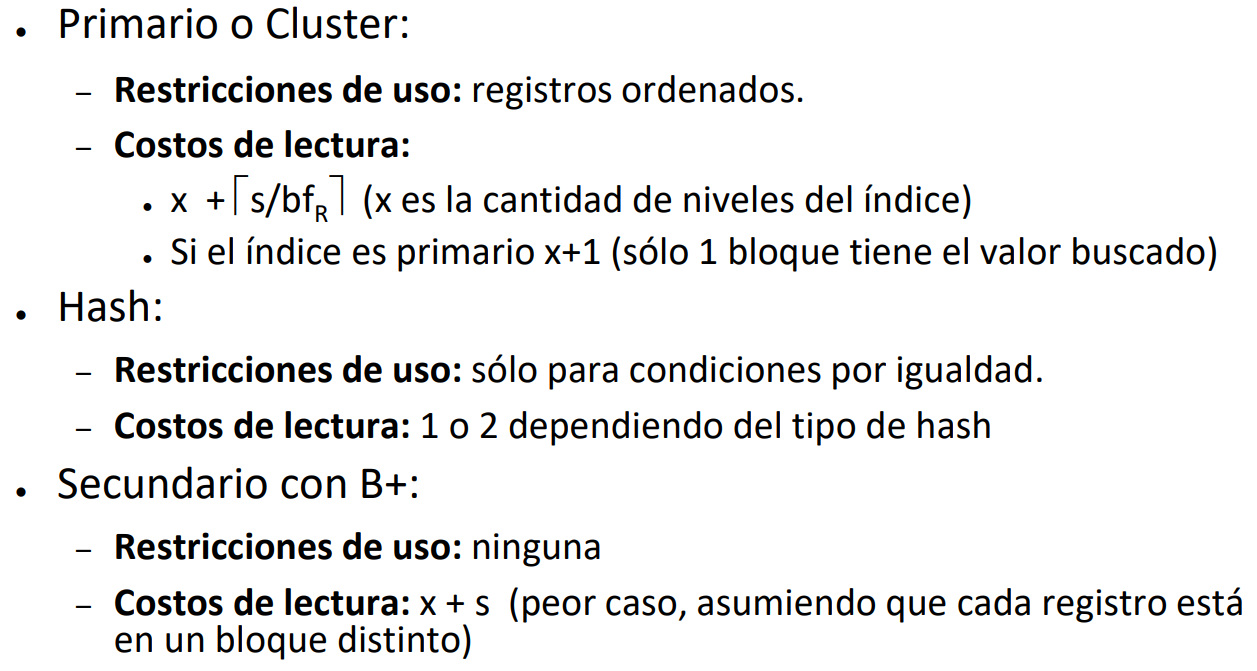 • Primario o Cluster:
– Restricciones de uso: registros ordenados.
– Costos de lectura:
• x +⌈s/bfR⌉ (x es la cantidad de niveles del índice)
• Si el índice es primario x+1 (sólo 1 bloque tiene el valor buscado)
• Hash:
– Restricciones de uso: sólo para condiciones por igualdad.
– Costos de lectura: 1 o 2 dependiendo del tipo de hash
• Secundario con B+:
– Restricciones de uso: ninguna
– Costos de lectura: x + s (peor caso, asumiendo que cada registro está
en un bloque distinto)